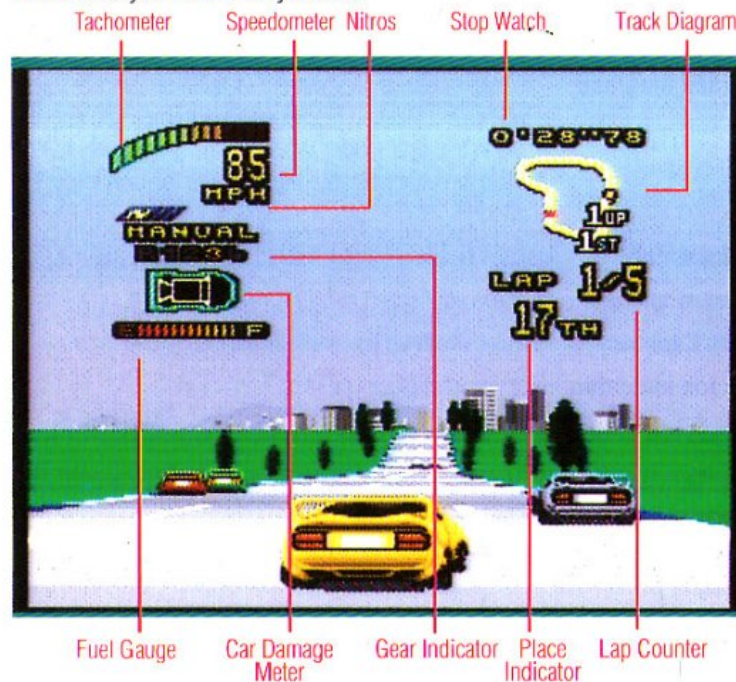 Tachometer Speedometer Nitros Stop Watch Track Diagram
0'28"78
85
MPH
MANUAL
1UP
1ST
LAP 1/5
17TH
E F
Fuel Gauge Car Damage Meter Gear Indicator Place Indicator Lap Counter